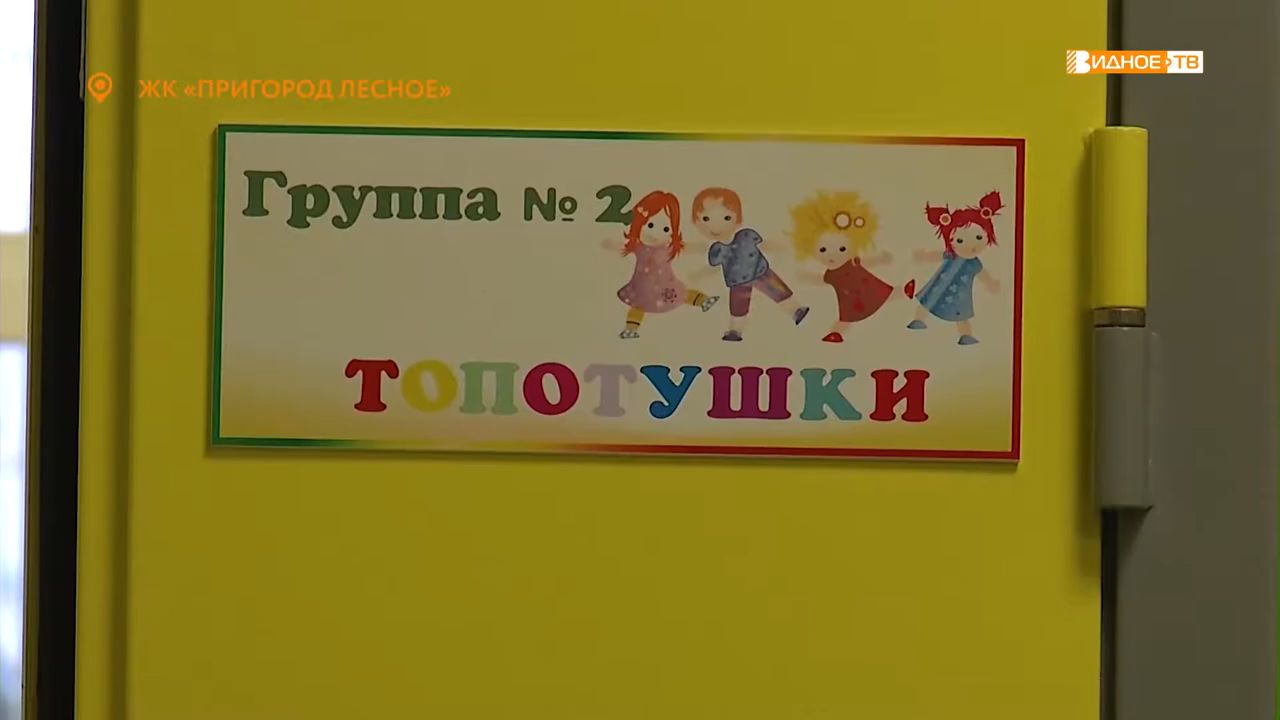 ВИДНОЕ ТВ
ЖК «ПРИГОРОД ЛЕСНОЕ»
Группа № 2
ТОПОТУШКИ